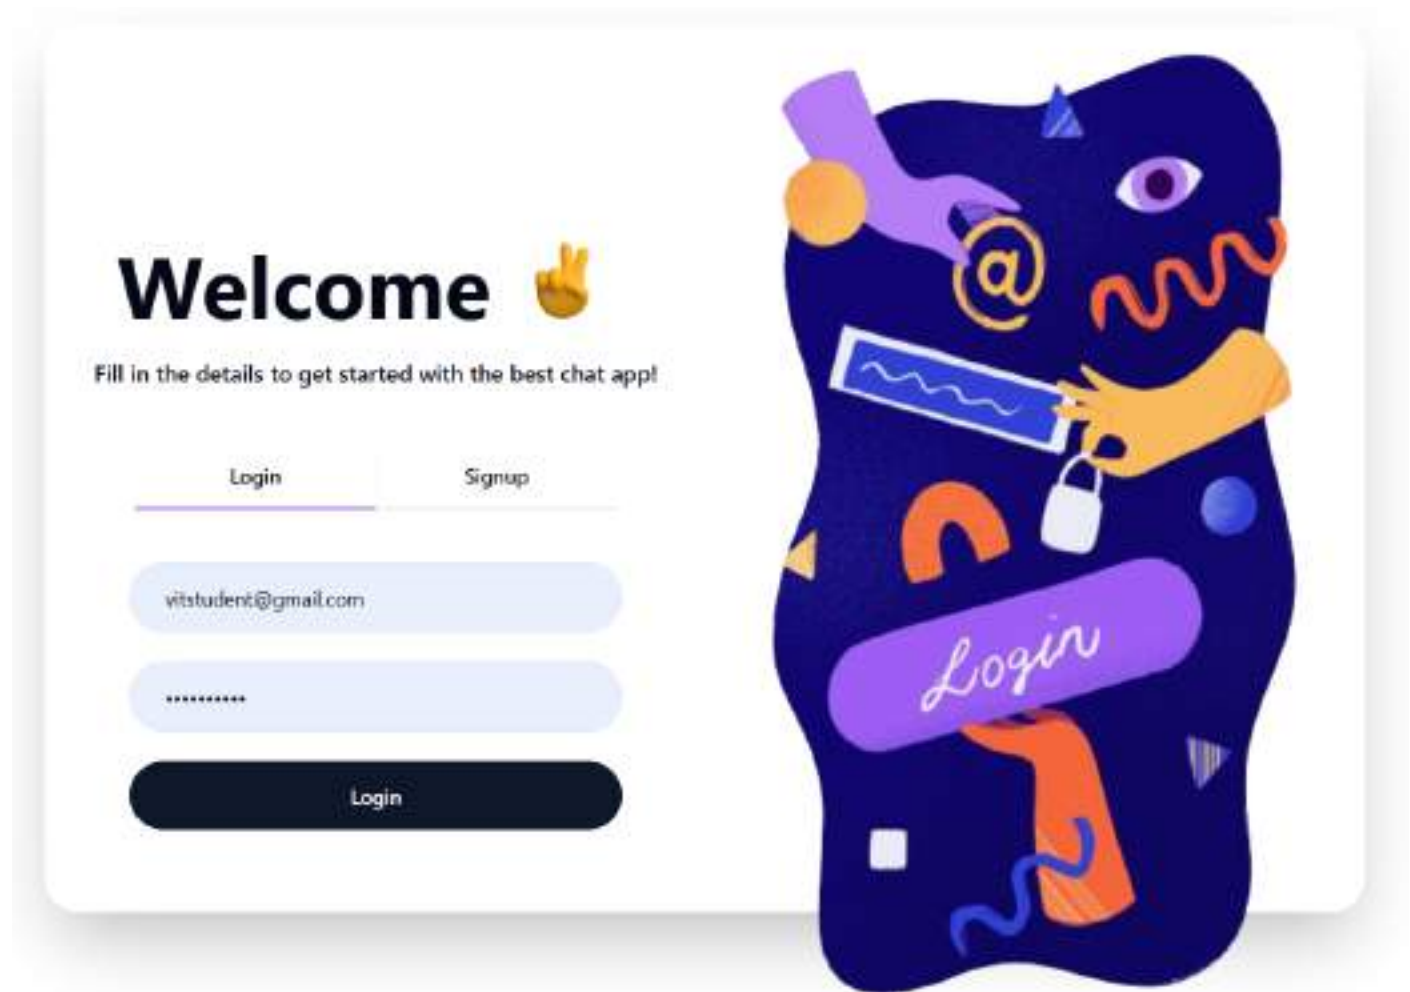 Welcome ✌
Fill in the details to get started with the best chat app!
Login Signup
vitstudent@gmail.com
••••••••••
Login
@
Login